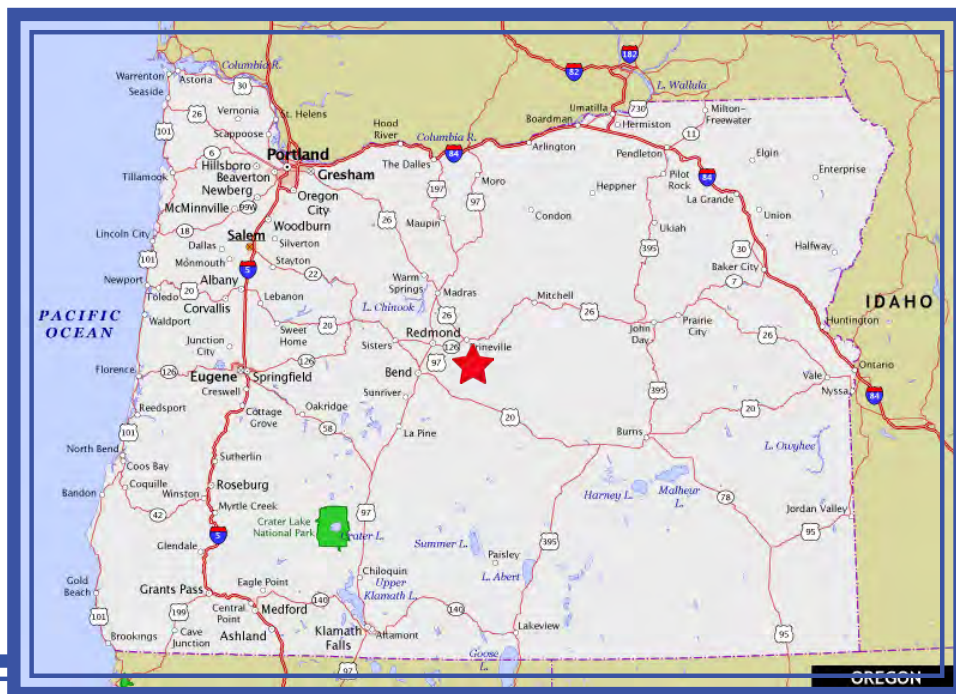 Columbia R.
182
82
L. Wallula
Warrenton
Astoria
Seaside
30
26
Vernonia
St. Helens
Scappoose
101
6
Portland
Hillsboro
Beaverton
Gresham
Tillamook
Newberg
Oregon
City
McMinnville
99W
Hood
River
Columbia R.
The Dalles
84
Arlington
Boardman
Umatilla
730
Hermiston
Milton-
Freewater
11
Pendleton
Pilot
Rock
84
La Grande
Elgin
Enterprise
Union
Moro
197
97
Heppner
Condon
Maupin
26
Ukiah
395
30
Halfway
Baker City
7
18
Woodburn
Lincoln City
Salem
Dallas
Silverton
Monmouth
Stayton
101
5
22
Newport
Albany
20
Toledo
Lebanon
Corvallis
Waldport
20
Sweet
Home
Junction
City
Warm
Springs
L. Chinook
Madras
26
Mitchell
26
John
Day
Prairie
City
26
Huntington
IDAHO
PACIFIC
OCEAN
Redmond
Sisters
126
97
Bend
Florence
126
Eugene
Springfield
126
Creswell
Ontario
Vale
Nyssa
84
Sunriver
395
20
20
Reedsport
Cottage
Grove
Oakridge
58
La Pine
Burns
L. Owyhee
101
North Bend
Coos Bay
Sutherlin
Coquille
Roseburg
Bandon
Winston
Myrtle Creek
42
Harney L.
Malheur
L.
78
Jordan Valley
95
Crater Lake
National Park
Crater L.
97
5
Glendale
Summer L.
395
Paisley
L. Abert
Chiloquin
Upper
Klamath L.
Gold
Beach
Grants Pass
Eagle Point
140
140
Central
Point
Medford
199
Klamath
Falls
Altamont
Lakeview
101
Cave
Junction
Ashland
Brookings
95
97
Goose
L.
OREGON